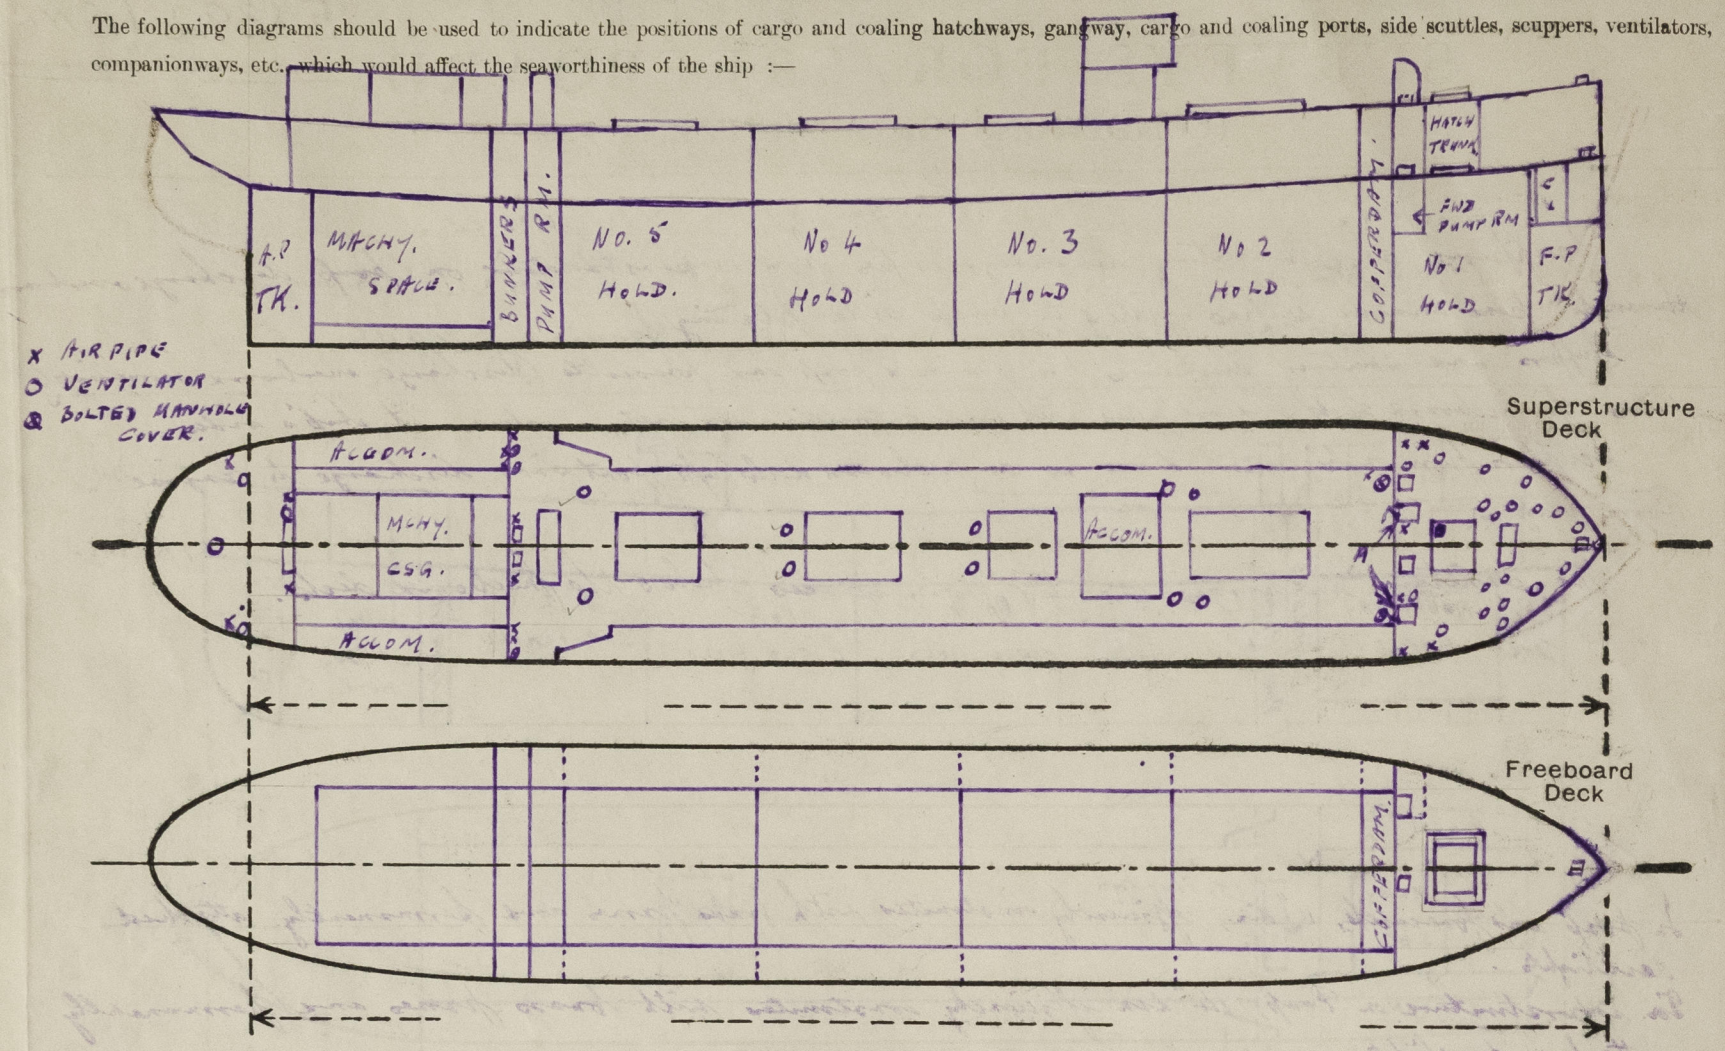 The following diagrams should be used to indicate the positions of cargo and coaling hatchways, gangway, cargo and coaling ports, side scuttles, scuppers, ventilators,
companionways, etc., which would affect the seaworthiness of the ship :—
HATCH
TRUNK
A.P
TK.
MACHY.
SPACE.
BUNKERS
PUMP RM.
No. 5
HOLD.
No 4
HOLD
No. 3
HOLD
No 2
HOLD
COFFERDAM.
FWD
PUMP RM
No 1
HOLD
F.P
TK.
x AIR PIPE
o VENTILATOR
⊗ BOLTED MANHOLE
COVER.
Superstructure
Deck
ACCOM.
MCHY.
CSG.
ACCOM.
ACCOM.
Freeboard
Deck
COFFERDAM.